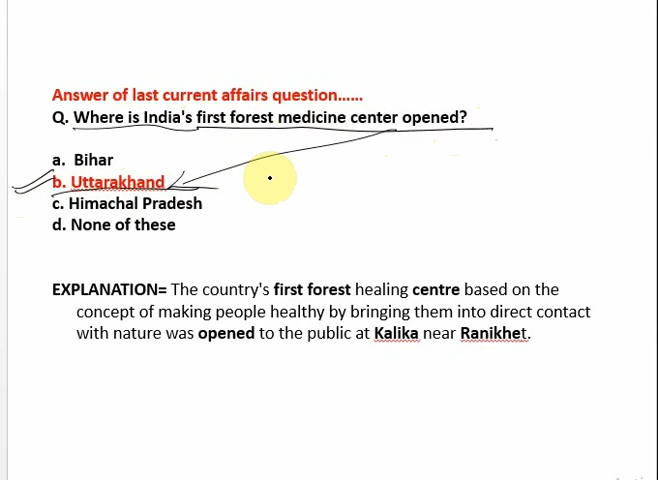 Answer of last current affairs question......
Q. Where is India's first forest medicine center opened?
a. Bihar
b. Uttarakhand
c. Himachal Pradesh
d. None of these
EXPLANATION= The country's first forest healing centre based on the
concept of making people healthy by bringing them into direct contact
with nature was opened to the public at Kalika near Ranikhet.